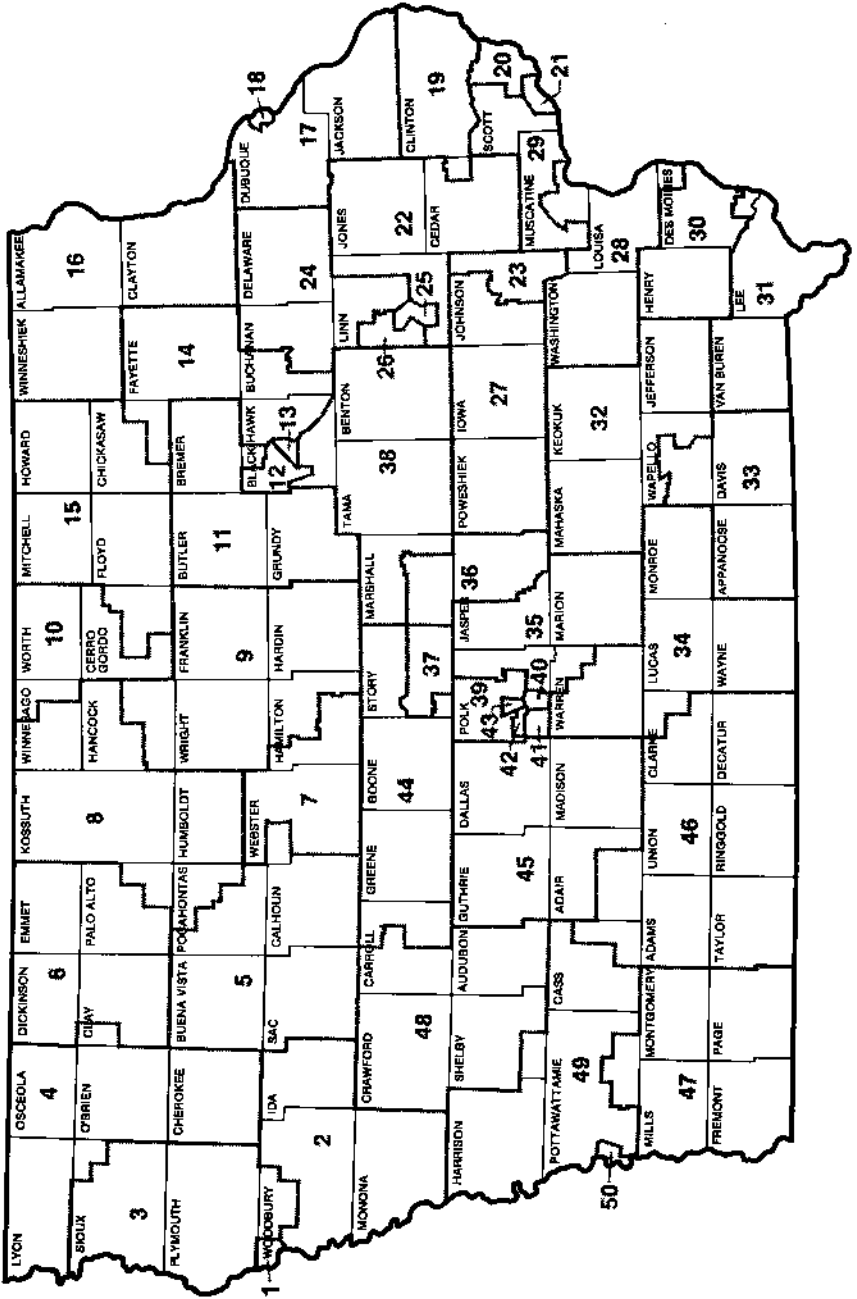 LYON OSCEOLA DICKINSON EMMET KOSSUTH WINNEBAGO WORTH MITCHELL HOWARD WINNESHIEK ALLAMAKEE
4 10 15 16
SIOUX O'BRIEN CLAY PALO ALTO HANCOCK CERRO GORDO FLOYD CHICKASAW FAYETTE CLAYTON
3 6 8 14
PLYMOUTH CHEROKEE BUENA VISTA POCAHONTAS HUMBOLDT WRIGHT FRANKLIN BUTLER BREMER
5 9 11
1 WOODBURY IDA SAC CALHOUN WEBSTER HAMILTON HARDIN GRUNDY BLACK HAWK BUCHANAN DELAWARE DUBUQUE
2 7 12 13 24 17 18
MONONA CRAWFORD CARROLL GREENE BOONE STORY MARSHALL TAMA BENTON LINN JONES JACKSON
48 44 37 38 26 25 22
HARRISON SHELBY AUDUBON GUTHRIE DALLAS POLK JASPER POWESHIEK IOWA JOHNSON CEDAR CLINTON
45 39 36 27 23 19
42 43 40 35 SCOTT 20
41 MUSCATINE 29 21
POTTAWATTAMIE CASS ADAIR MADISON WARREN MARION MAHASKA KEOKUK WASHINGTON LOUISA
50 49 32 28
MILLS MONTGOMERY ADAMS UNION CLARKE LUCAS MONROE WAPELLO JEFFERSON HENRY DES MOINES
47 46 34 30
FREMONT PAGE TAYLOR RINGGOLD DECATUR WAYNE APPANOOSE DAVIS VAN BUREN LEE
33 31